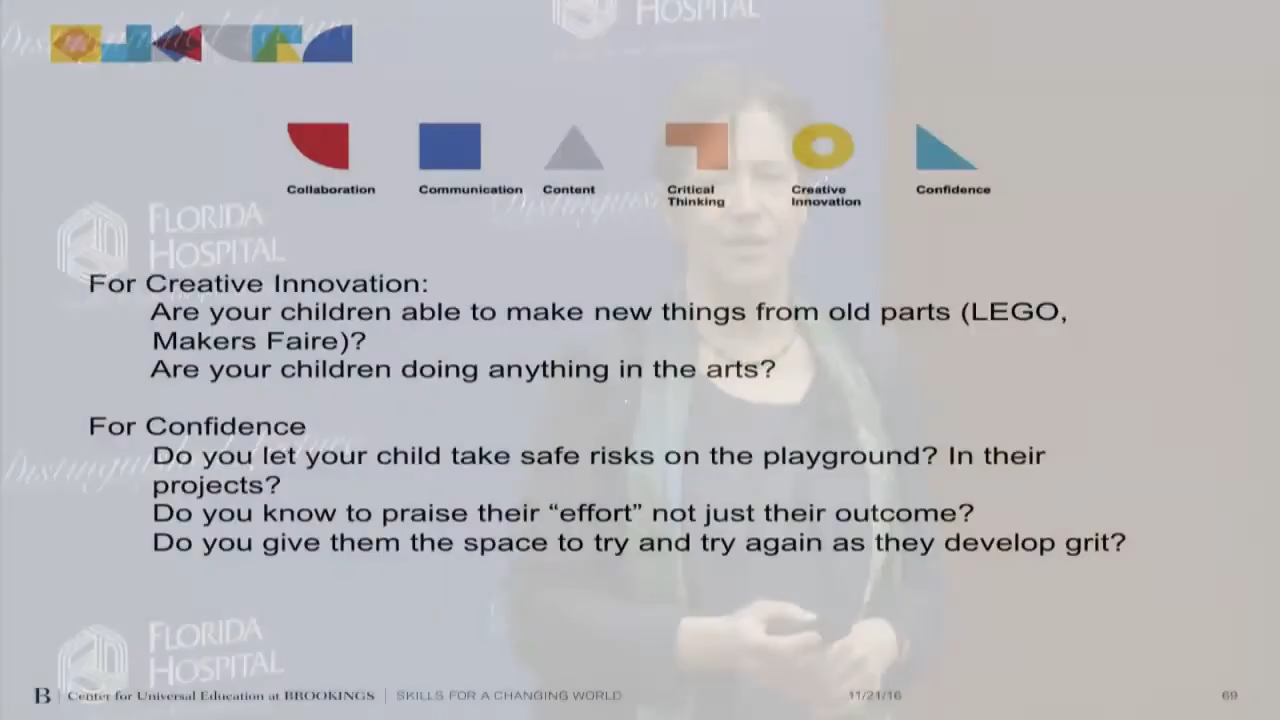 FLORIDA
HOSPITAL
Distinguished Lecture
Collaboration
Communication
Content
Critical
Thinking
Creative
Innovation
Confidence
FLORIDA
HOSPITAL
For Creative Innovation:
Are your children able to make new things from old parts (LEGO,
Makers Faire)?
Are your children doing anything in the arts?
For Confidence
Do you let your child take safe risks on the playground? In their
projects?
Do you know to praise their “effort” not just their outcome?
Do you give them the space to try and try again as they develop grit?
FLORIDA
HOSPITAL
B Center for Universal Education at BROOKINGS SKILLS FOR A CHANGING WORLD 11/21/16 69